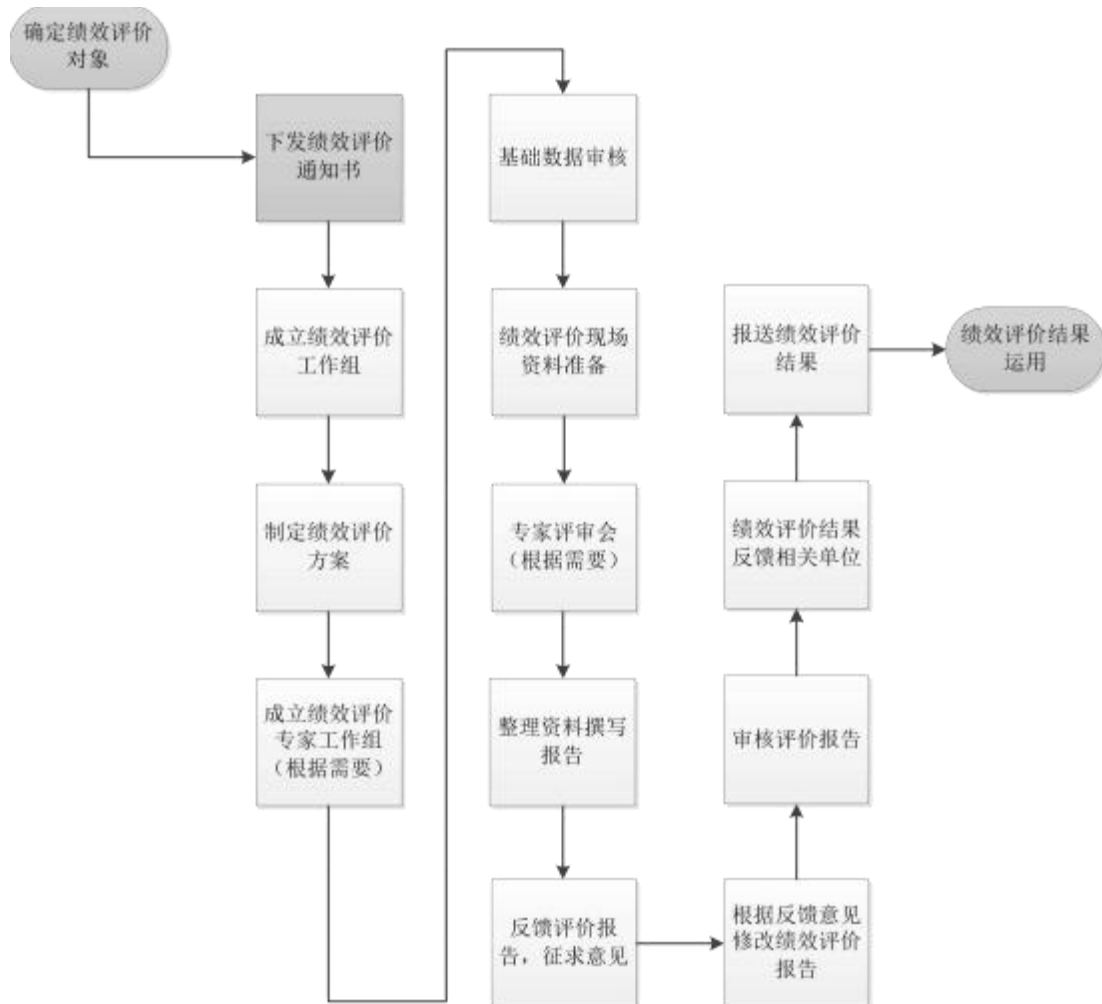 确定绩效评价
对象
下发绩效评价
通知书
成立绩效评价
工作组
制定绩效评价
方案
成立绩效评价
专家工作组
（根据需要）
基础数据审核
绩效评价现场
资料准备
专家评审会
（根据需要）
整理资料撰写
报告
反馈评价报
告，征求意见
根据反馈意见
修改绩效评价
报告
审核评价报告
绩效评价结果
反馈相关单位
报送绩效评价
结果
绩效评价结果
运用